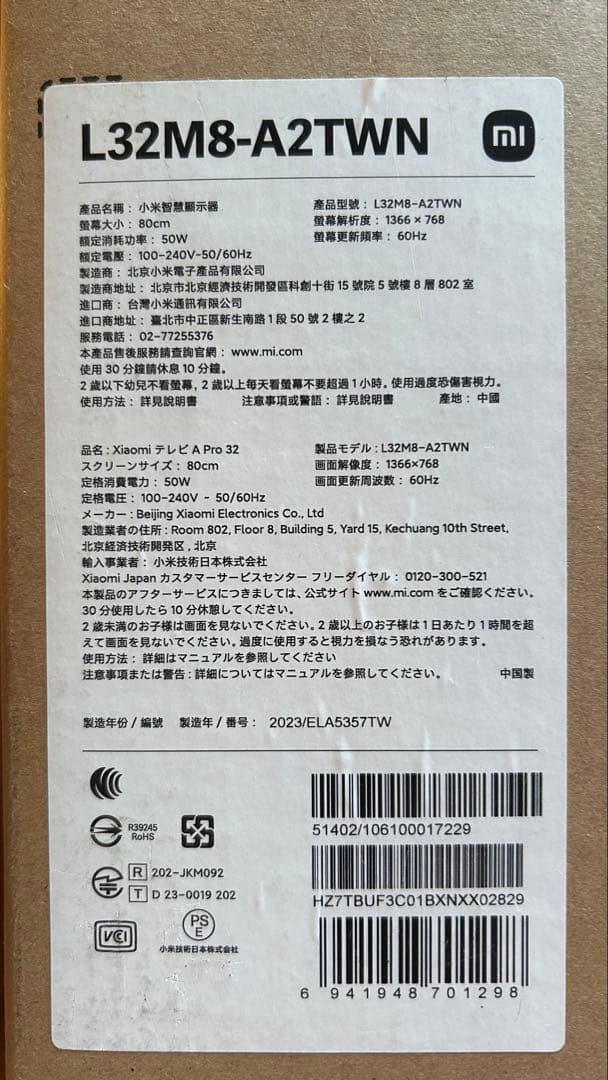 L32M8-A2TWN
mi
產品名稱：小米智慧顯示器 產品型號：L32M8-A2TWN
螢幕大小：80cm 螢幕解析度：1366 × 768
額定消耗功率：50W 螢幕更新頻率：60Hz
額定電壓：100-240V-50/60Hz
製造商：北京小米電子產品有限公司
製造商地址：北京市北京經濟技術開發區科創十街 15 號院 5 號樓 8 層 802 室
進口商：台灣小米通訊有限公司
進口商地址：臺北市中正區新生南路 1 段 50 號 2 樓之 2
服務電話：02-77255376
本產品售後服務請查詢官網：www.mi.com
使用 30 分鐘請休息 10 分鐘。
2 歲以下幼兒不看螢幕，2 歲以上每天看螢幕不要超過 1 小時。使用過度恐傷害視力。
使用方法：詳見說明書 注意事項或警語：詳見說明書 產地：中國
品名：Xiaomi テレビ A Pro 32 製品モデル：L32M8-A2TWN
スクリーンサイズ：80cm 画面解像度：1366×768
定格消費電力：50W 画面更新周波数：60Hz
定格電圧：100-240V - 50/60Hz
メーカー：Beijing Xiaomi Electronics Co., Ltd
製造業者の住所：Room 802, Floor 8, Building 5, Yard 15, Kechuang 10th Street,
北京経済技術開発区，北京
輸入事業者：小米技術日本株式会社
Xiaomi Japan カスタマーサービスセンター フリーダイヤル：0120-300-521
本製品のアフターサービスにつきましては、公式サイト www.mi.com をご確認ください。
30 分使用したら 10 分休憩してください。
2 歳未満のお子様は画面を見ないでください。2 歳以上のお子様は 1 日あたり 1 時間を超
えて画面を見ないでください。過度に使用すると視力を損なう恐れがあります。
使用方法：詳細はマニュアルを参照してください
注意事項または警告：詳細についてはマニュアルを参照してください。 中国製
製造年份 / 編號 製造年 / 番号：2023/ELA5357TW
51402/106100017229
R39245
RoHS
R 202-JKM092
T D 23-0019 202
HZ7TBUF3C01BXNXX02829
VCI
PS
E
小米技術日本株式会社
6 941948 701298